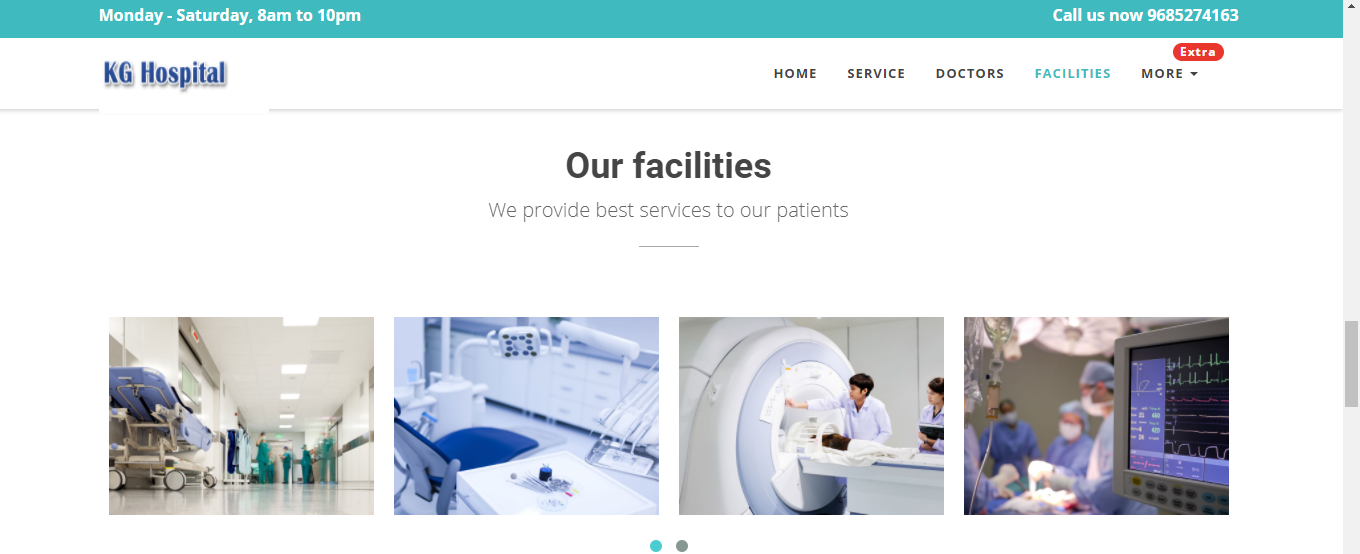 Monday - Saturday, 8am to 10pm
Call us now 9685274163
KG Hospital
Extra
HOME SERVICE DOCTORS FACILITIES MORE
Our facilities
We provide best services to our patients